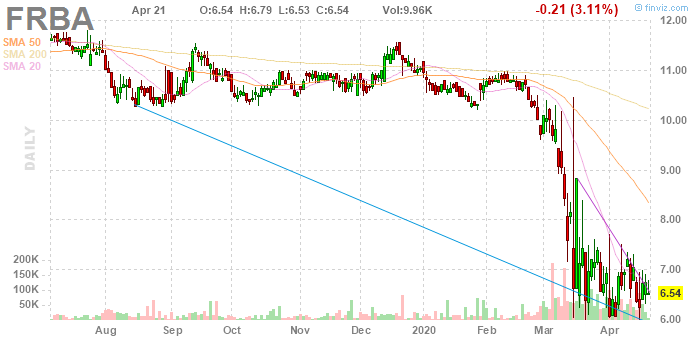 FRBA Apr 21 O:6.54 H:6.79 L:6.53 C:6.54 Vol:9.96K -0.21 (3.11%) © finviz.com
SMA 50
SMA 200
SMA 20
DAILY
12.00
11.00
10.00
9.00
8.00
7.00
6.54
6.00
200K
150K
100K
50K
Aug Sep Oct Nov Dec 2020 Feb Mar Apr